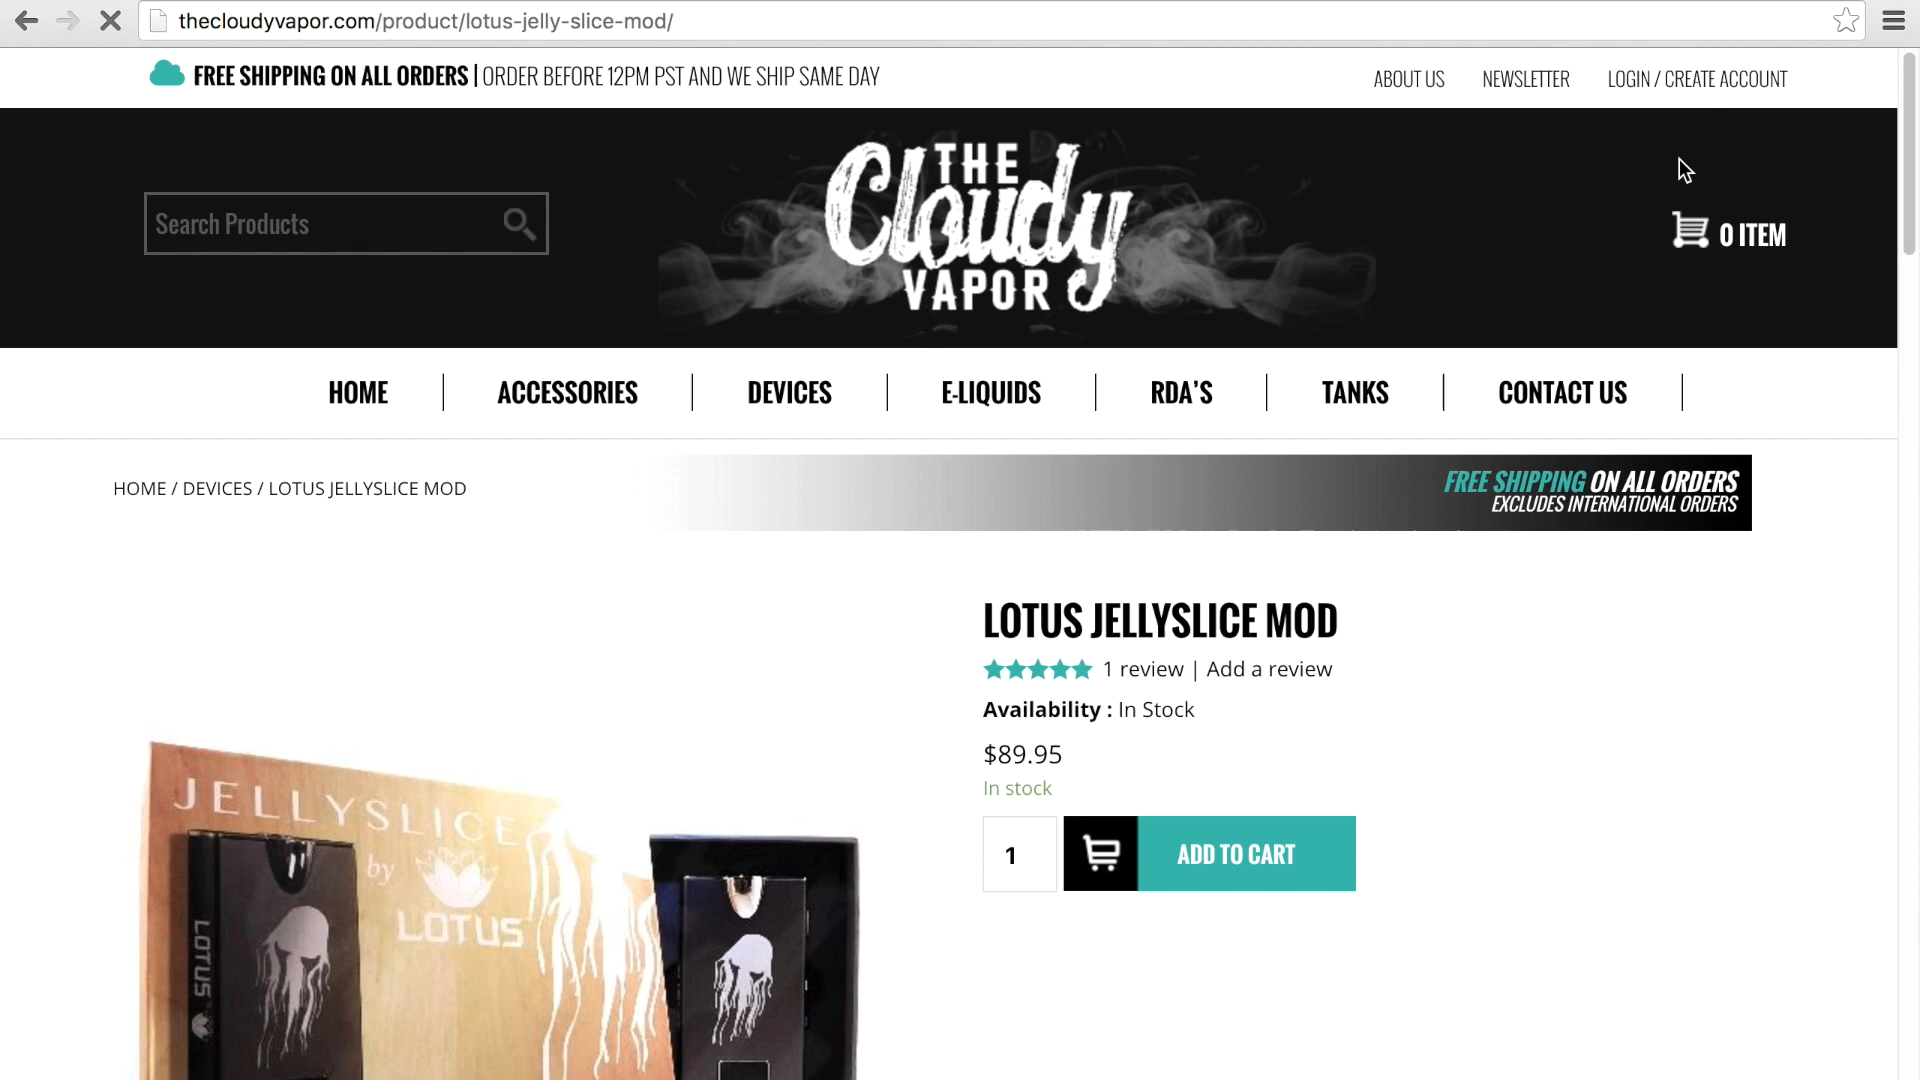 thecloudyvapor.com/product/lotus-jelly-slice-mod/
FREE SHIPPING ON ALL ORDERS | ORDER BEFORE 12PM PST AND WE SHIP SAME DAY
ABOUT US NEWSLETTER LOGIN / CREATE ACCOUNT
Search Products
THE
Cloudy
VAPOR
0 ITEM
HOME ACCESSORIES DEVICES E-LIQUIDS RDA'S TANKS CONTACT US
HOME / DEVICES / LOTUS JELLYSLICE MOD
FREE SHIPPING ON ALL ORDERS
EXCLUDES INTERNATIONAL ORDERS
LOTUS JELLYSLICE MOD
1 review | Add a review
Availability : In Stock
$89.95
In stock
1 ADD TO CART
JELLYSLICE
by
LOTUS
LOTUS